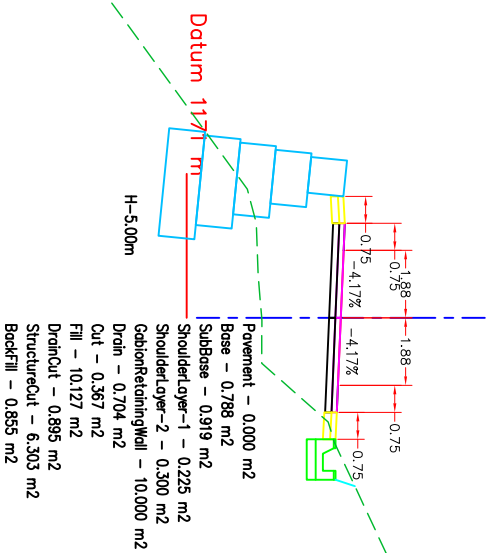 Datum 1171 m
H-5.00m
0.75
0.75
1.88
-4.17%
-4.17%
1.88
0.75
0.75
Pavement - 0.000 m2
Base - 0.788 m2
SubBase - 0.919 m2
ShoulderLayer-1 - 0.225 m2
ShoulderLayer-2 - 0.300 m2
GabionRetainingWall - 10.000 m2
Drain - 0.704 m2
Cut - 0.367 m2
Fill - 10.127 m2
DrainCut - 0.895 m2
StructureCut - 6.303 m2
BackFill - 0.855 m2